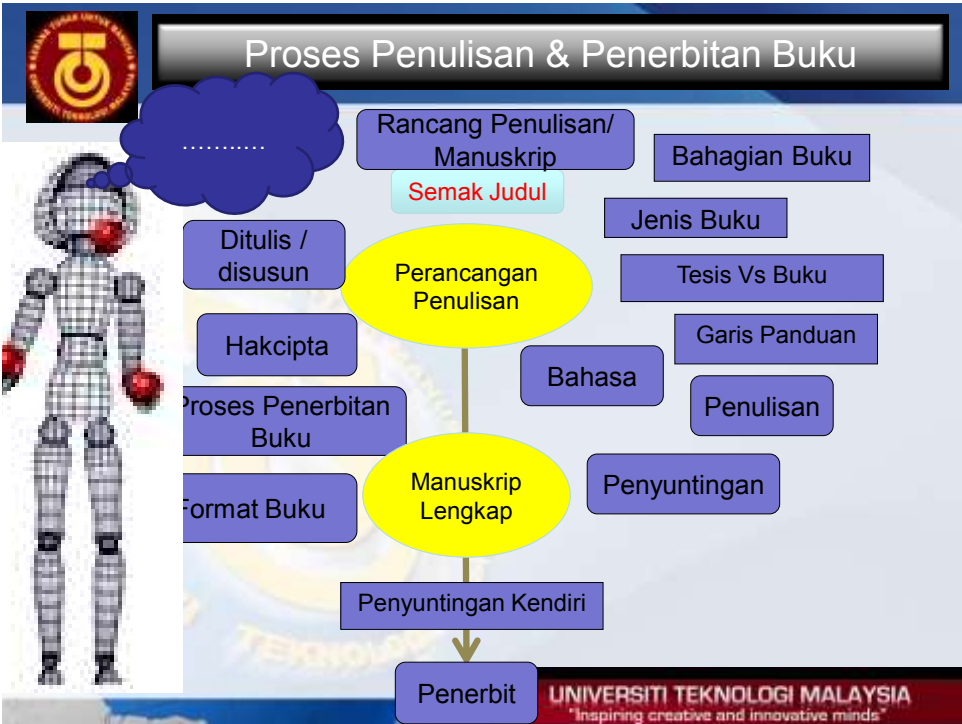 Proses Penulisan & Penerbitan Buku
……..…
Rancang Penulisan/
Manuskrip
Semak Judul
Bahagian Buku
Jenis Buku
Ditulis /
disusun
Perancangan
Penulisan
Tesis Vs Buku
Garis Panduan
Hakcipta
Bahasa
Penulisan
Proses Penerbitan
Buku
Manuskrip
Lengkap
Penyuntingan
Format Buku
Penyuntingan Kendiri
Penerbit
UNIVERSITI TEKNOLOGI MALAYSIA
"Inspiring creative and innovative minds"